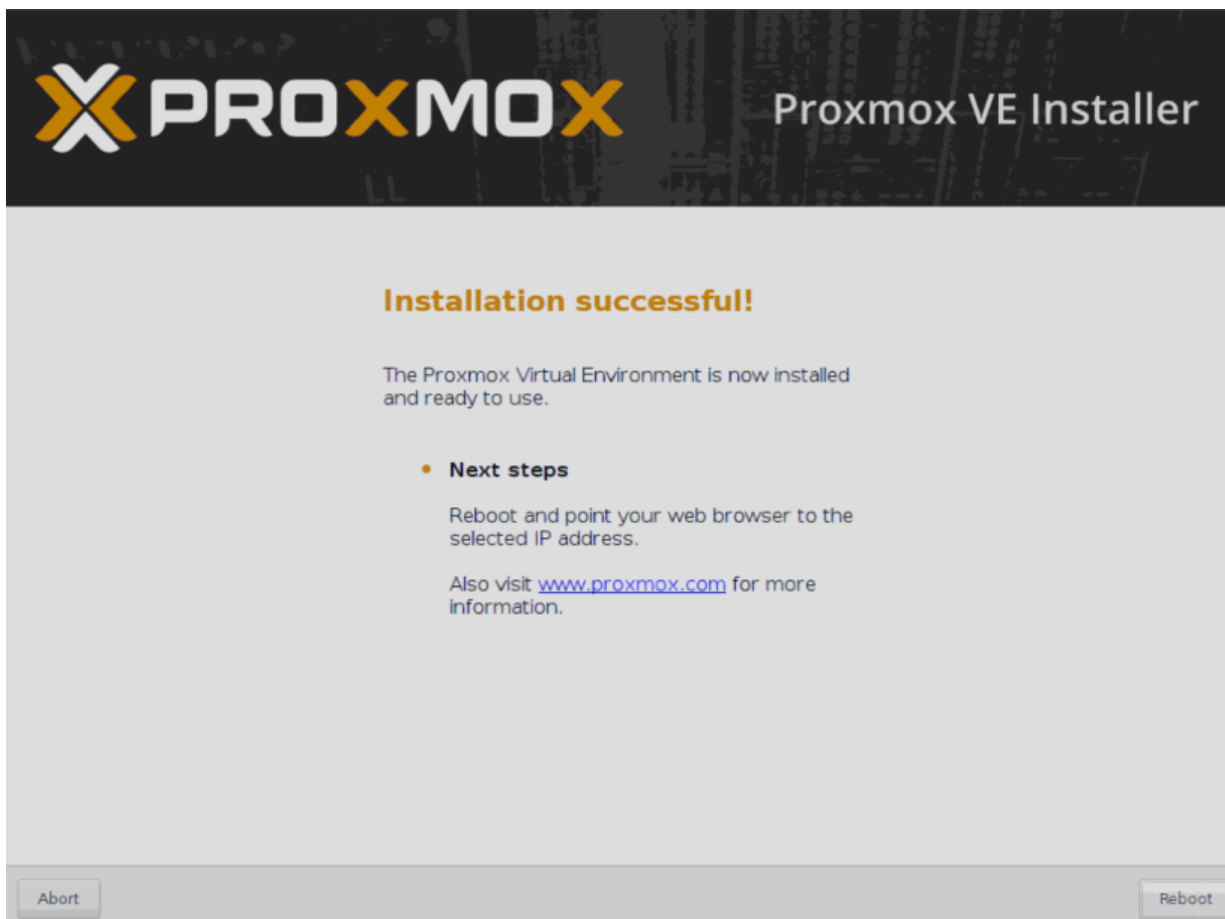 PROXMOX
Proxmox VE Installer
Installation successful!
The Proxmox Virtual Environment is now installed
and ready to use.
Next steps
Reboot and point your web browser to the
selected IP address.
Also visit www.proxmox.com for more
information.
Abort
Reboot